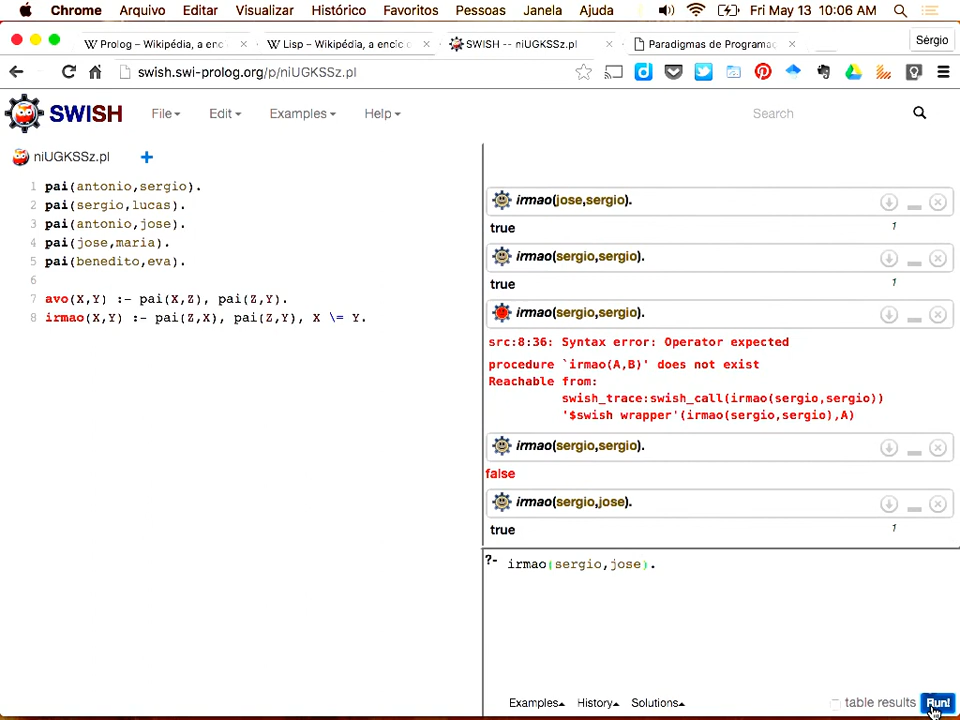 Chrome Arquivo Editar Visualizar Histórico Favoritos Pessoas Janela Ajuda Fri May 13 10:06 AM
Prolog – Wikipédia, a enci Lisp – Wikipédia, a encic SWISH -- niUGKSSz.pl Paradigmas de Programaç Sérgio
swish.swi-prolog.org/p/niUGKSSz.pl
SWISH File Edit Examples Help Search
niUGKSSz.pl
1 pai(antonio,sergio).
2 pai(sergio,lucas).
3 pai(antonio,jose).
4 pai(jose,maria).
5 pai(benedito,eva).
6
7 avo(X,Y) :- pai(X,Z), pai(Z,Y).
8 irmao(X,Y) :- pai(Z,X), pai(Z,Y), X \= Y.
irmao(jose,sergio).
true 1
irmao(sergio,sergio).
true 1
irmao(sergio,sergio).
src:8:36: Syntax error: Operator expected
procedure `irmao(A,B)' does not exist
Reachable from:
swish_trace:swish_call(irmao(sergio,sergio))
'$swish wrapper'(irmao(sergio,sergio),A)
irmao(sergio,sergio).
false
irmao(sergio,jose).
true 1
?- irmao(sergio,jose).
Examples History Solutions table results Run!